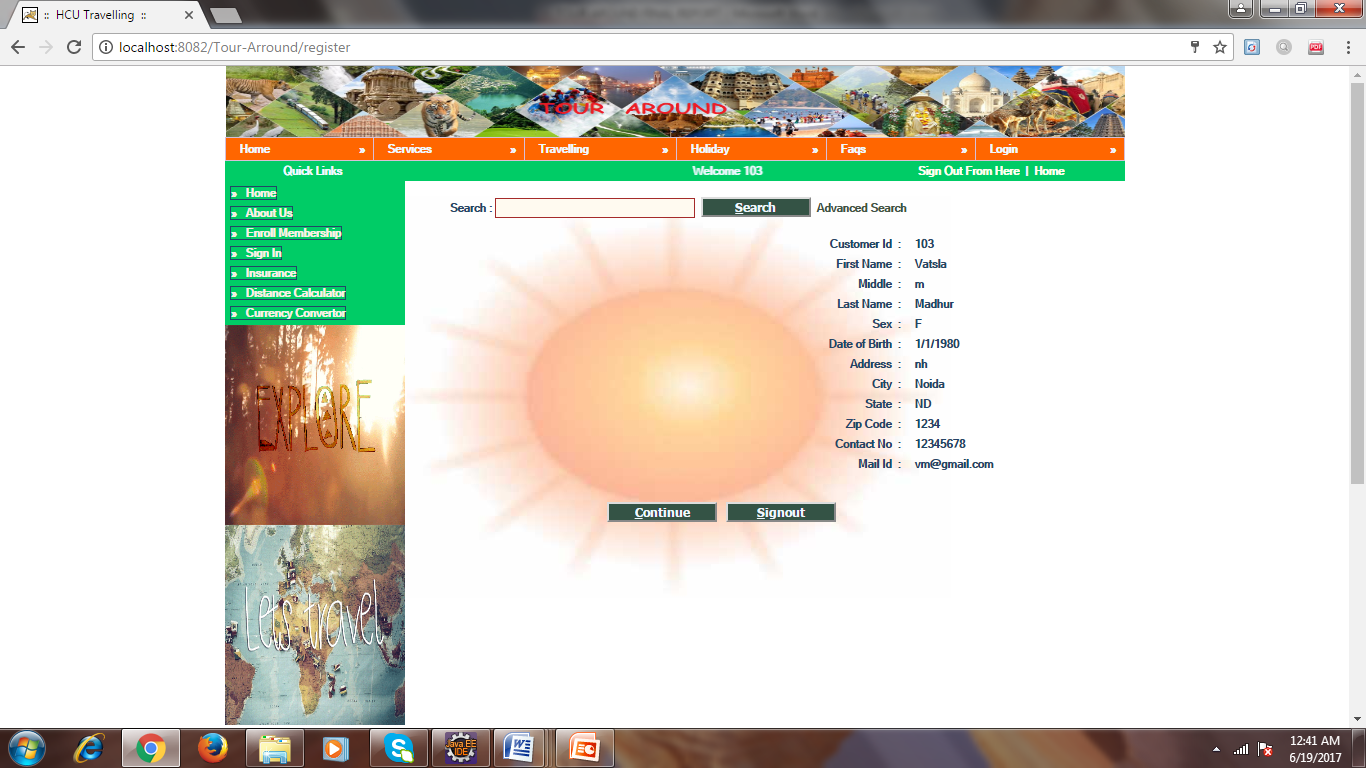 :: HCU Travelling ::
localhost:8082/Tour-Arround/register
TOUR AROUND
Home » Services » Travelling » Holiday » Faqs » Login »
Quick Links Welcome 103 Sign Out From Here | Home
» Home
» About Us
» Enroll Membership
» Sign In
» Insurance
» Distance Calculator
» Currency Convertor
EXPLORE
Lets travel
Search : Search Advanced Search
Customer Id : 103
First Name : Vatsla
Middle : m
Last Name : Madhur
Sex : F
Date of Birth : 1/1/1980
Address : nh
City : Noida
State : ND
Zip Code : 1234
Contact No : 12345678
Mail Id : vm@gmail.com
Continue Signout
PDF
Java EE
IDE
12:41 AM
6/19/2017